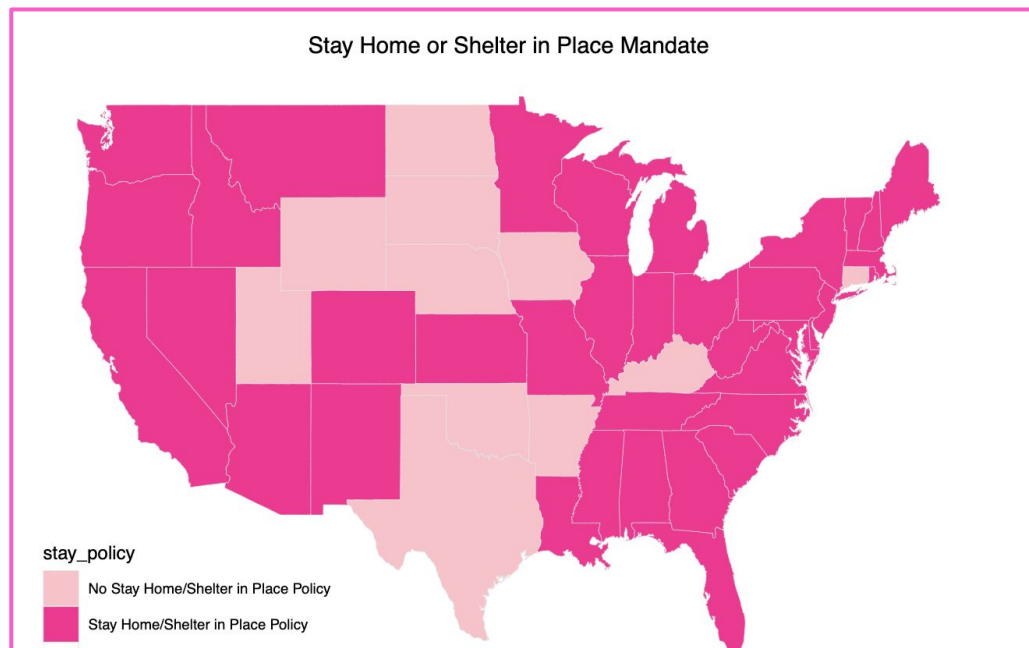 Stay Home or Shelter in Place Mandate
stay_policy
No Stay Home/Shelter in Place Policy
Stay Home/Shelter in Place Policy